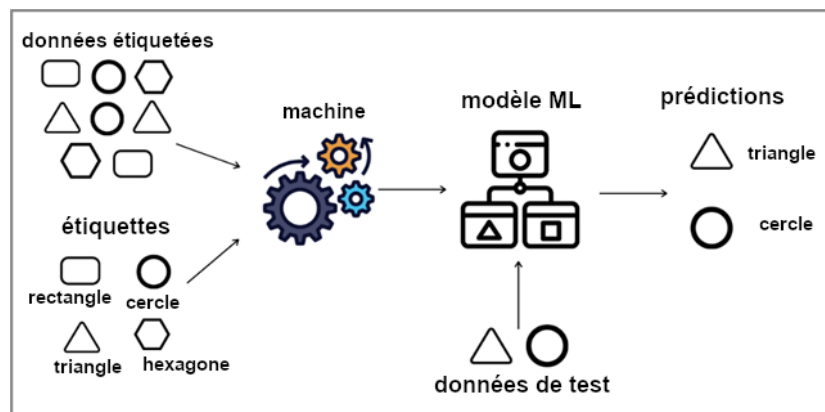 données étiquetées
machine
modèle ML
prédictions
triangle
cercle
étiquettes
rectangle
cercle
triangle
hexagone
données de test